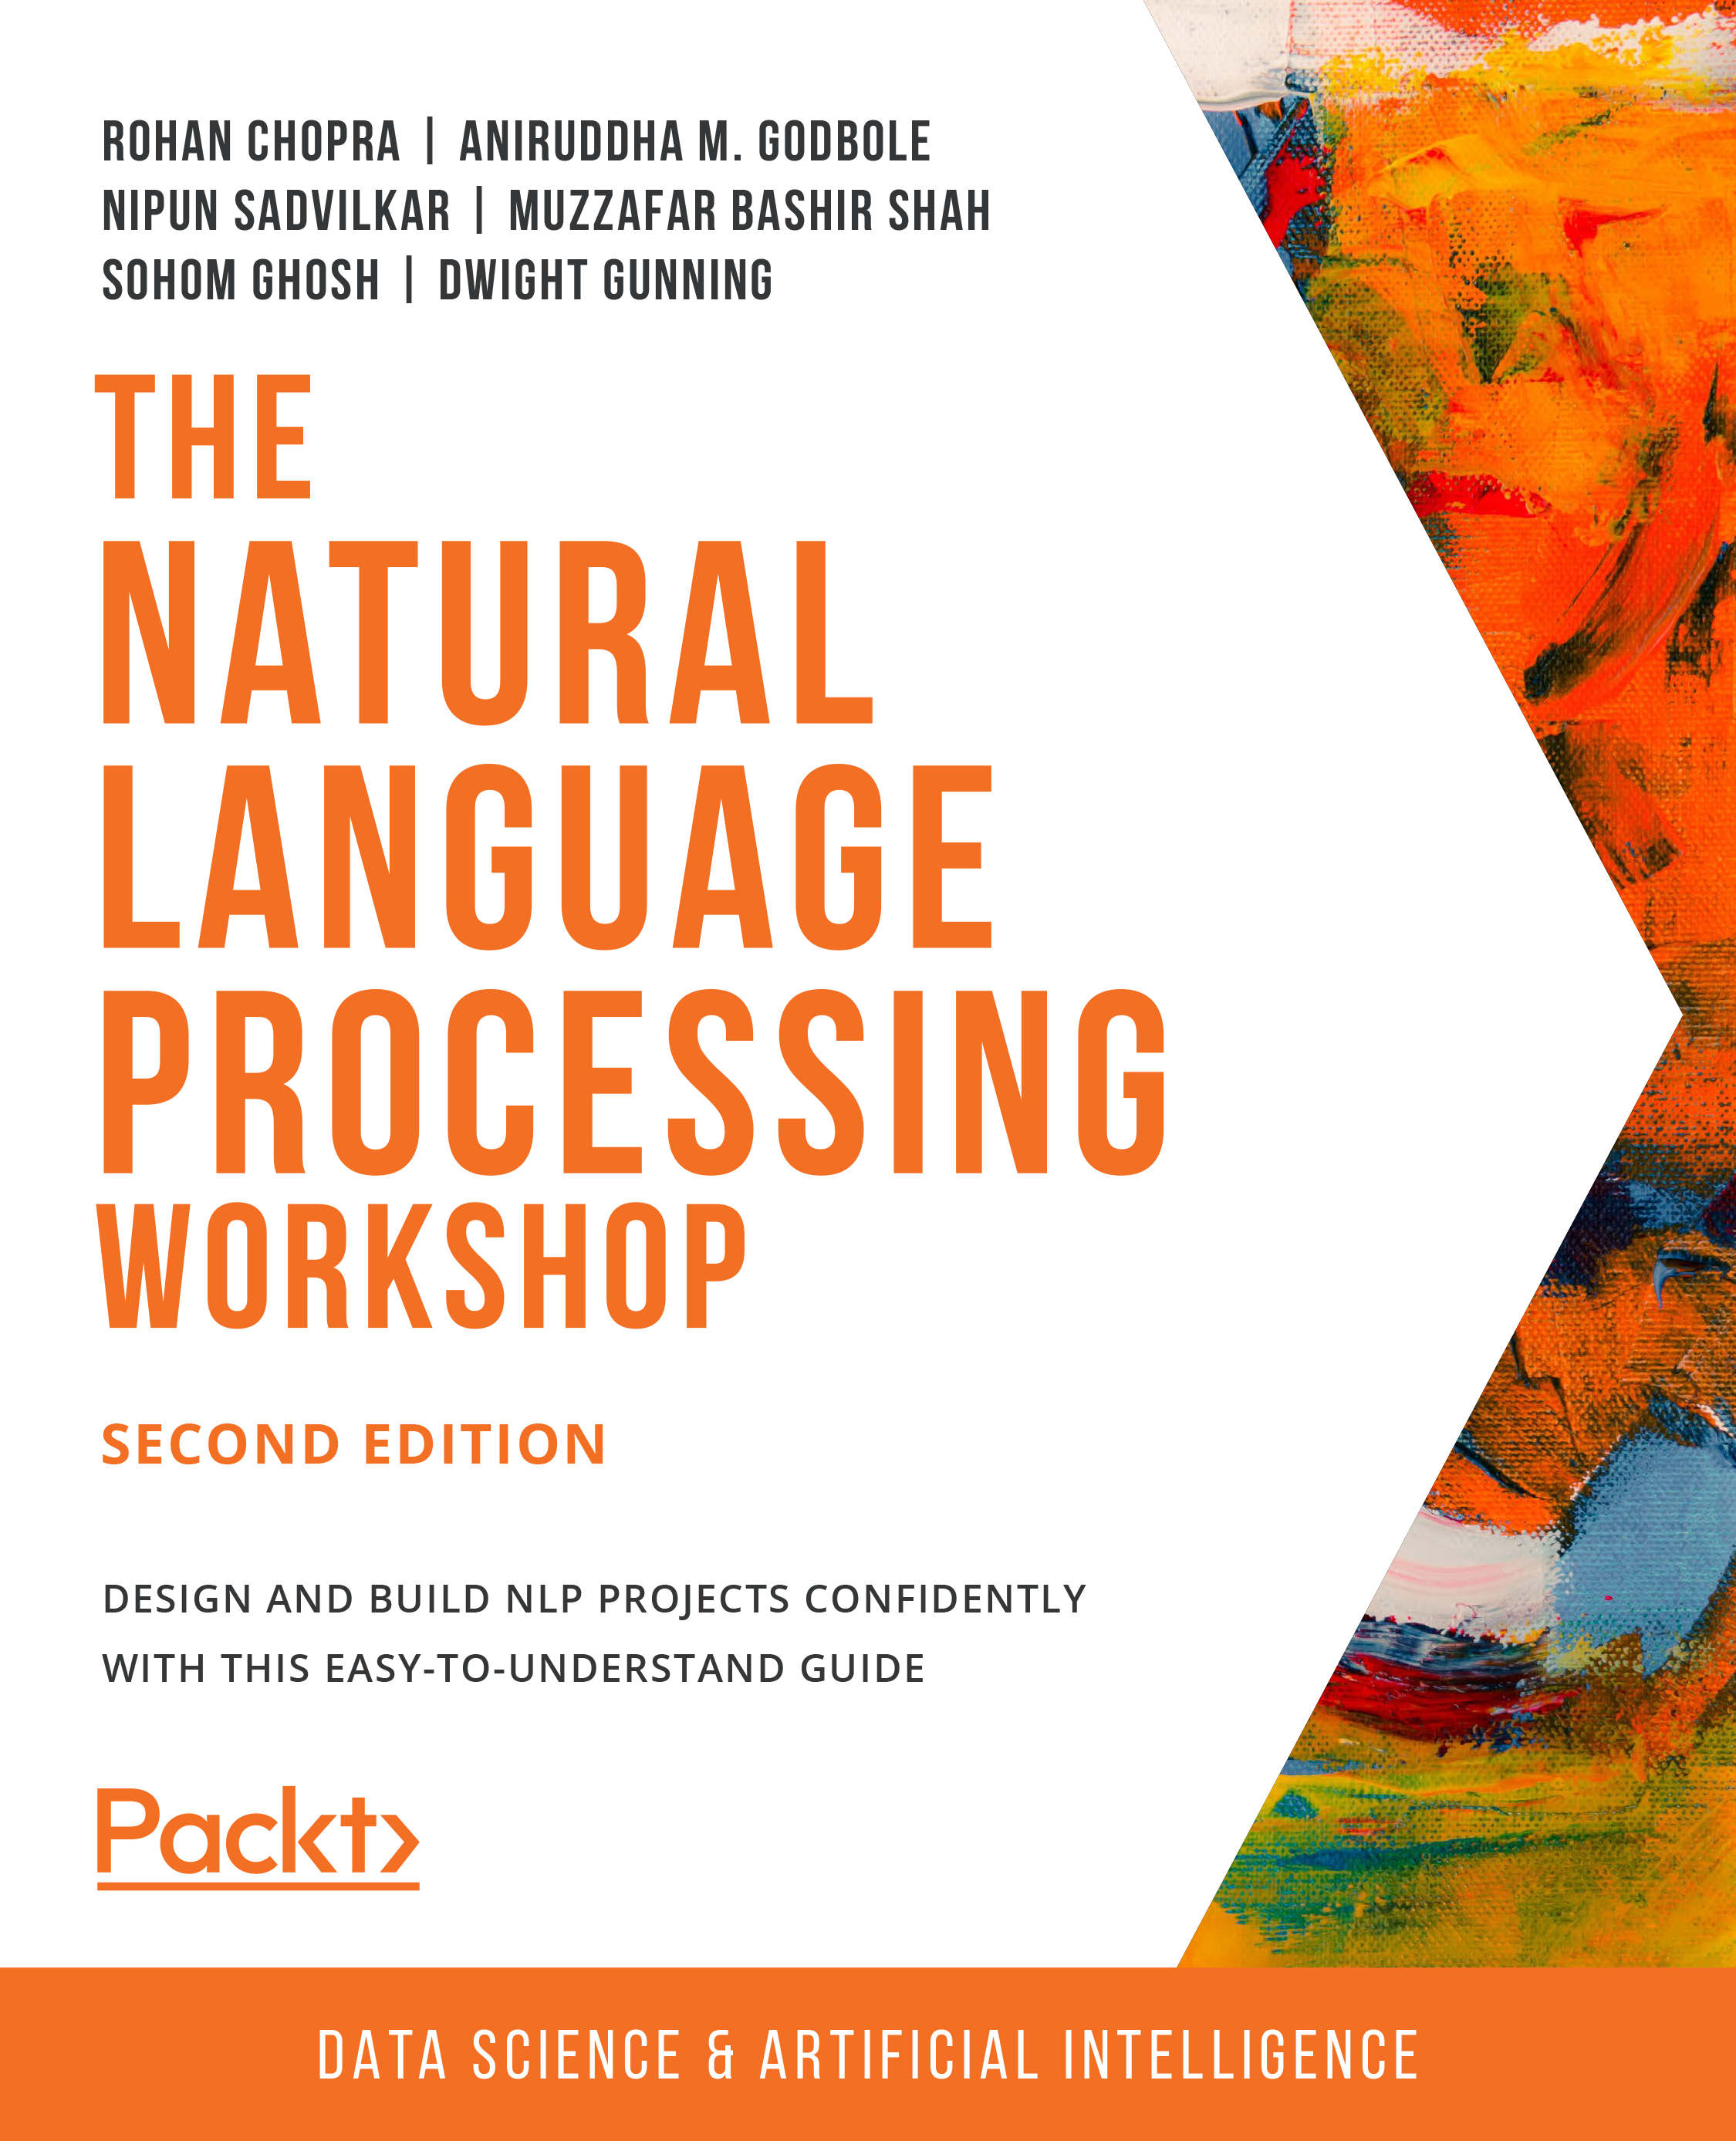 ROHAN CHOPRA | ANIRUDDHA M. GODBOLE
NIPUN SADVILKAR | MUZZAFAR BASHIR SHAH
SOHOM GHOSH | DWIGHT GUNNING
THE
NATURAL
LANGUAGE
PROCESSING
WORKSHOP
SECOND EDITION
DESIGN AND BUILD NLP PROJECTS CONFIDENTLY
WITH THIS EASY-TO-UNDERSTAND GUIDE
Packt
DATA SCIENCE & ARTIFICIAL INTELLIGENCE